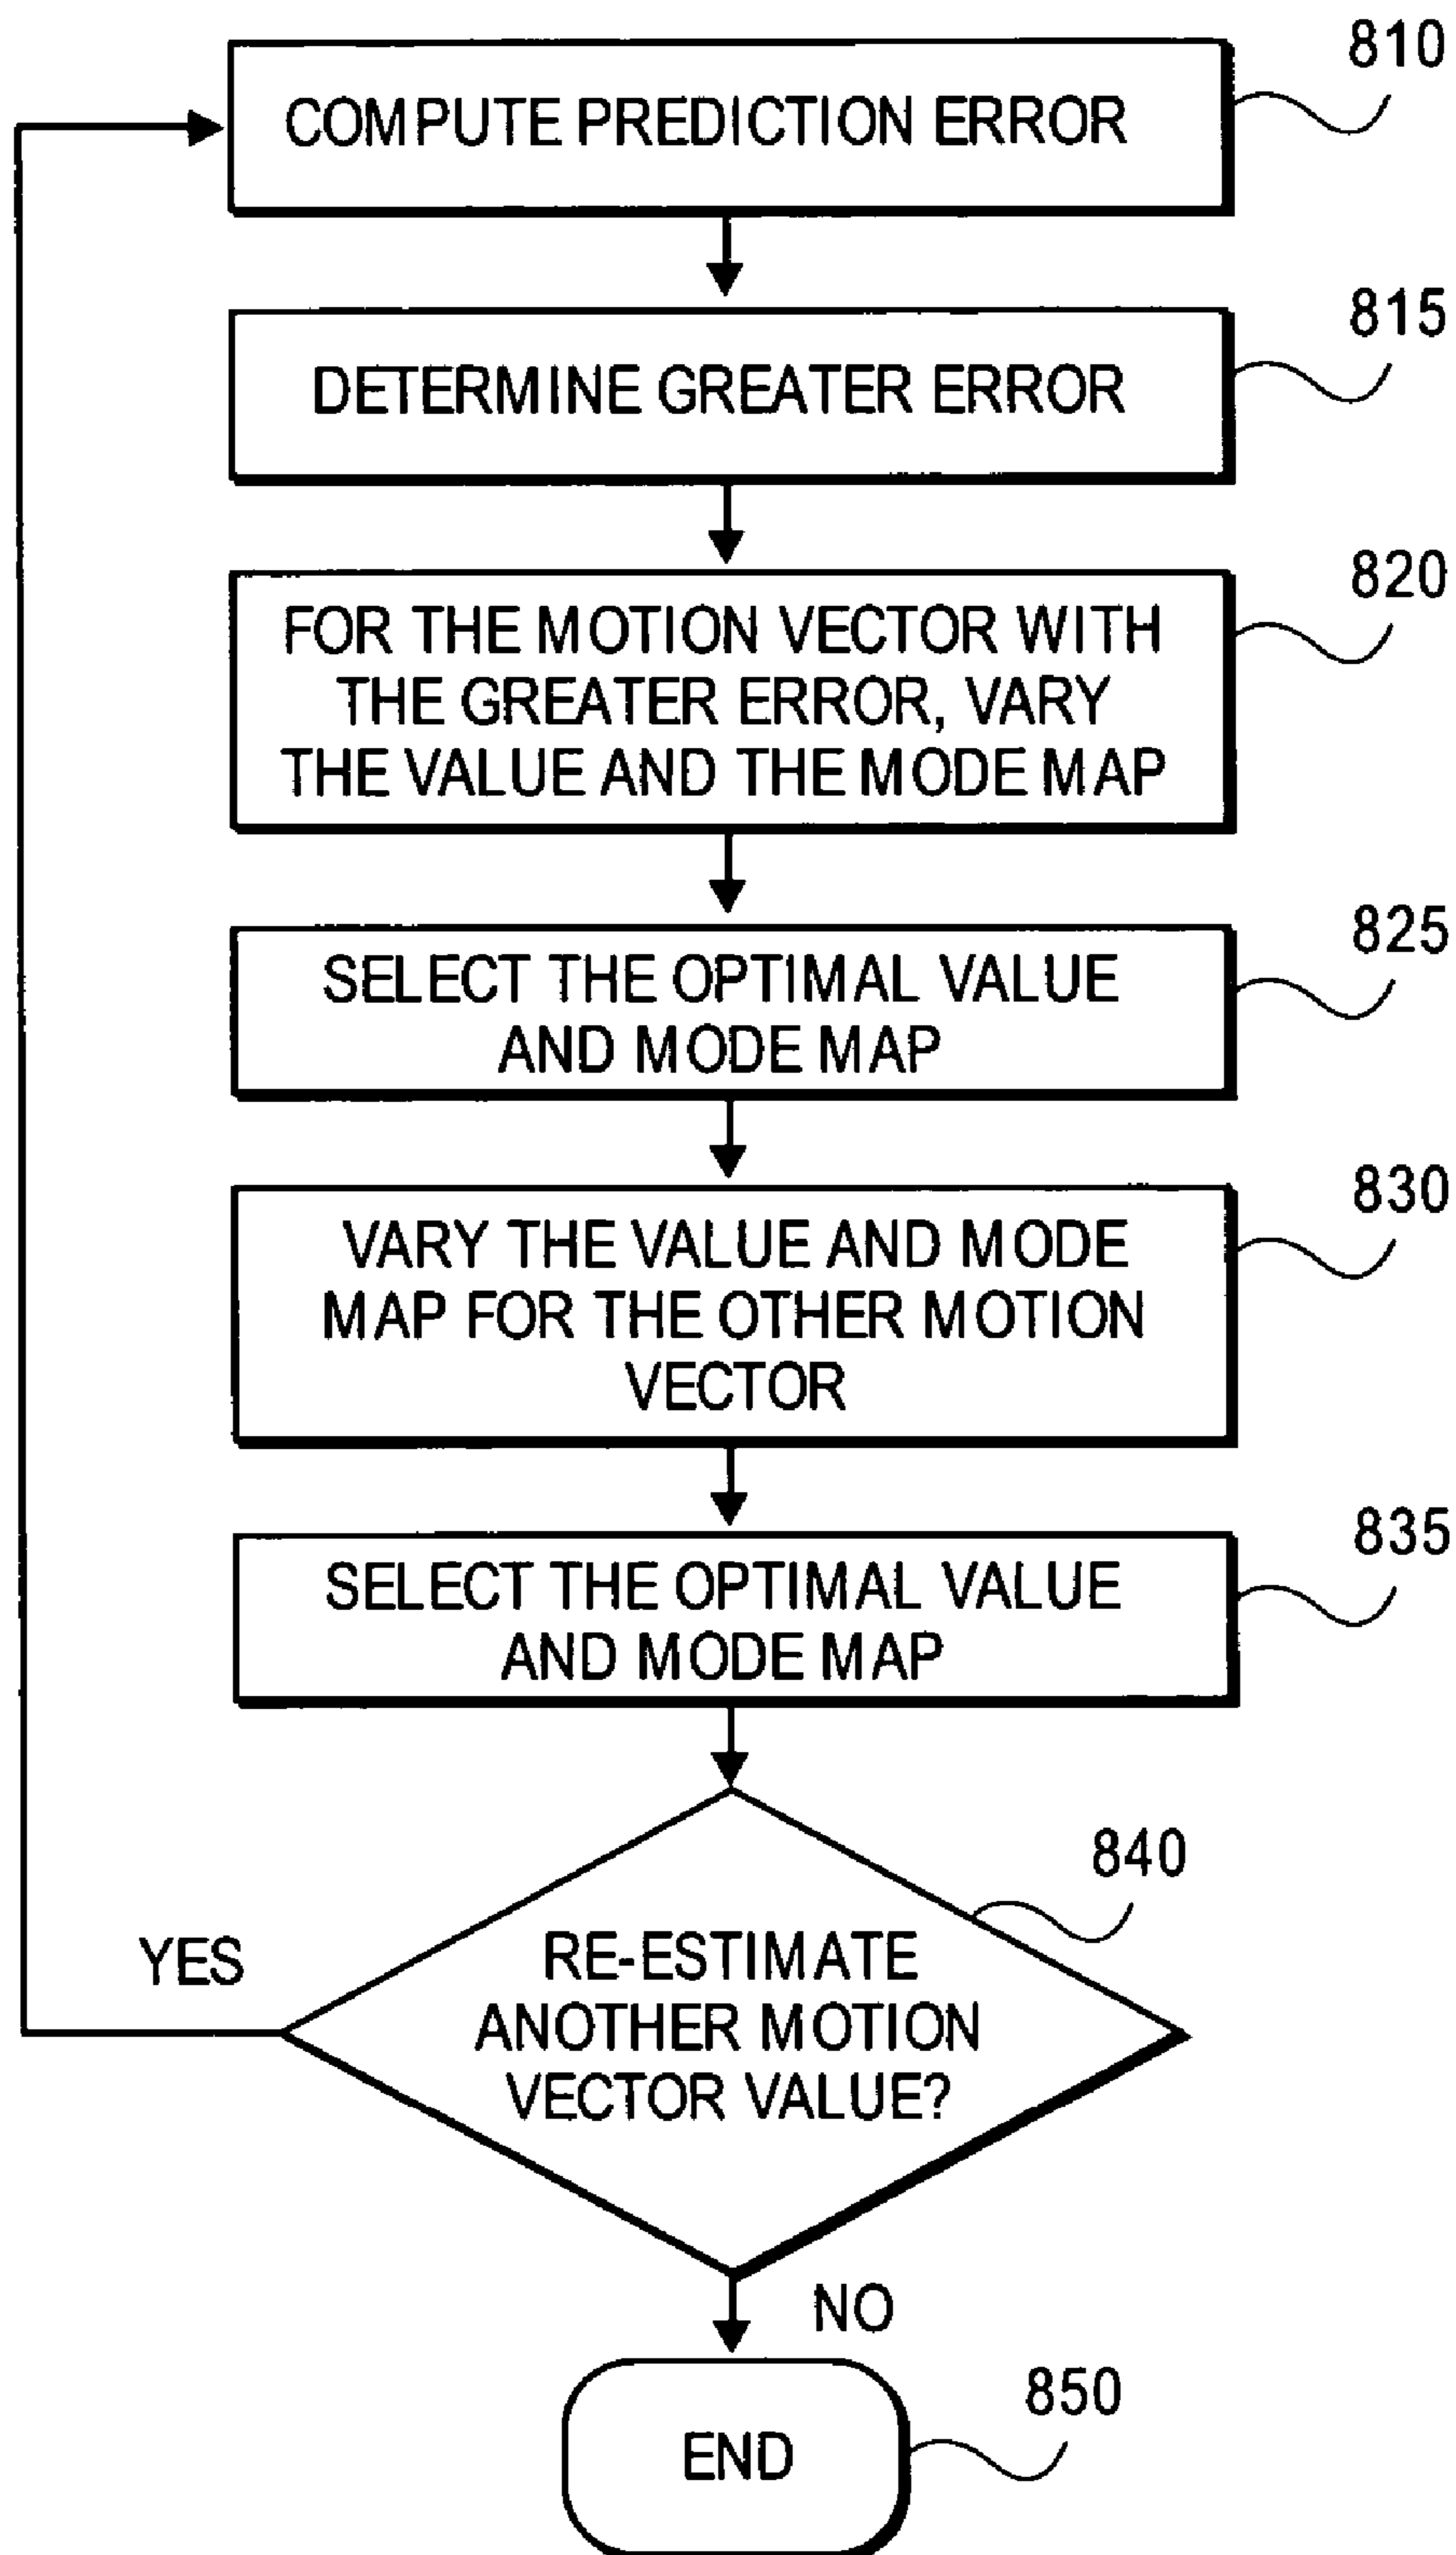 810
COMPUTE PREDICTION ERROR
815
DETERMINE GREATER ERROR
820
FOR THE MOTION VECTOR WITH
THE GREATER ERROR, VARY
THE VALUE AND THE MODE MAP
825
SELECT THE OPTIMAL VALUE
AND MODE MAP
830
VARY THE VALUE AND MODE
MAP FOR THE OTHER MOTION
VECTOR
835
SELECT THE OPTIMAL VALUE
AND MODE MAP
840
YES
RE-ESTIMATE
ANOTHER MOTION
VECTOR VALUE?
NO
850
END